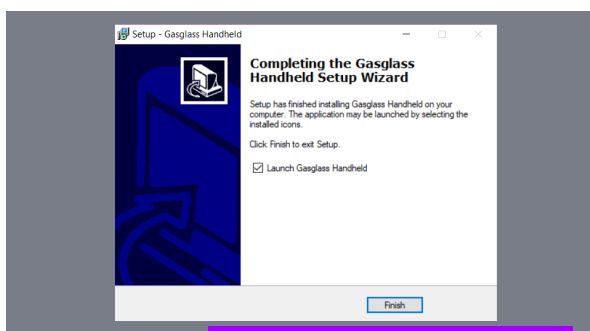 Setup - Gasglass Handheld
Completing the Gasglass
Handheld Setup Wizard
Setup has finished installing Gasglass Handheld on your
computer. The application may be launched by selecting the
installed icons.
Click Finish to exit Setup.
Launch Gasglass Handheld
Finish